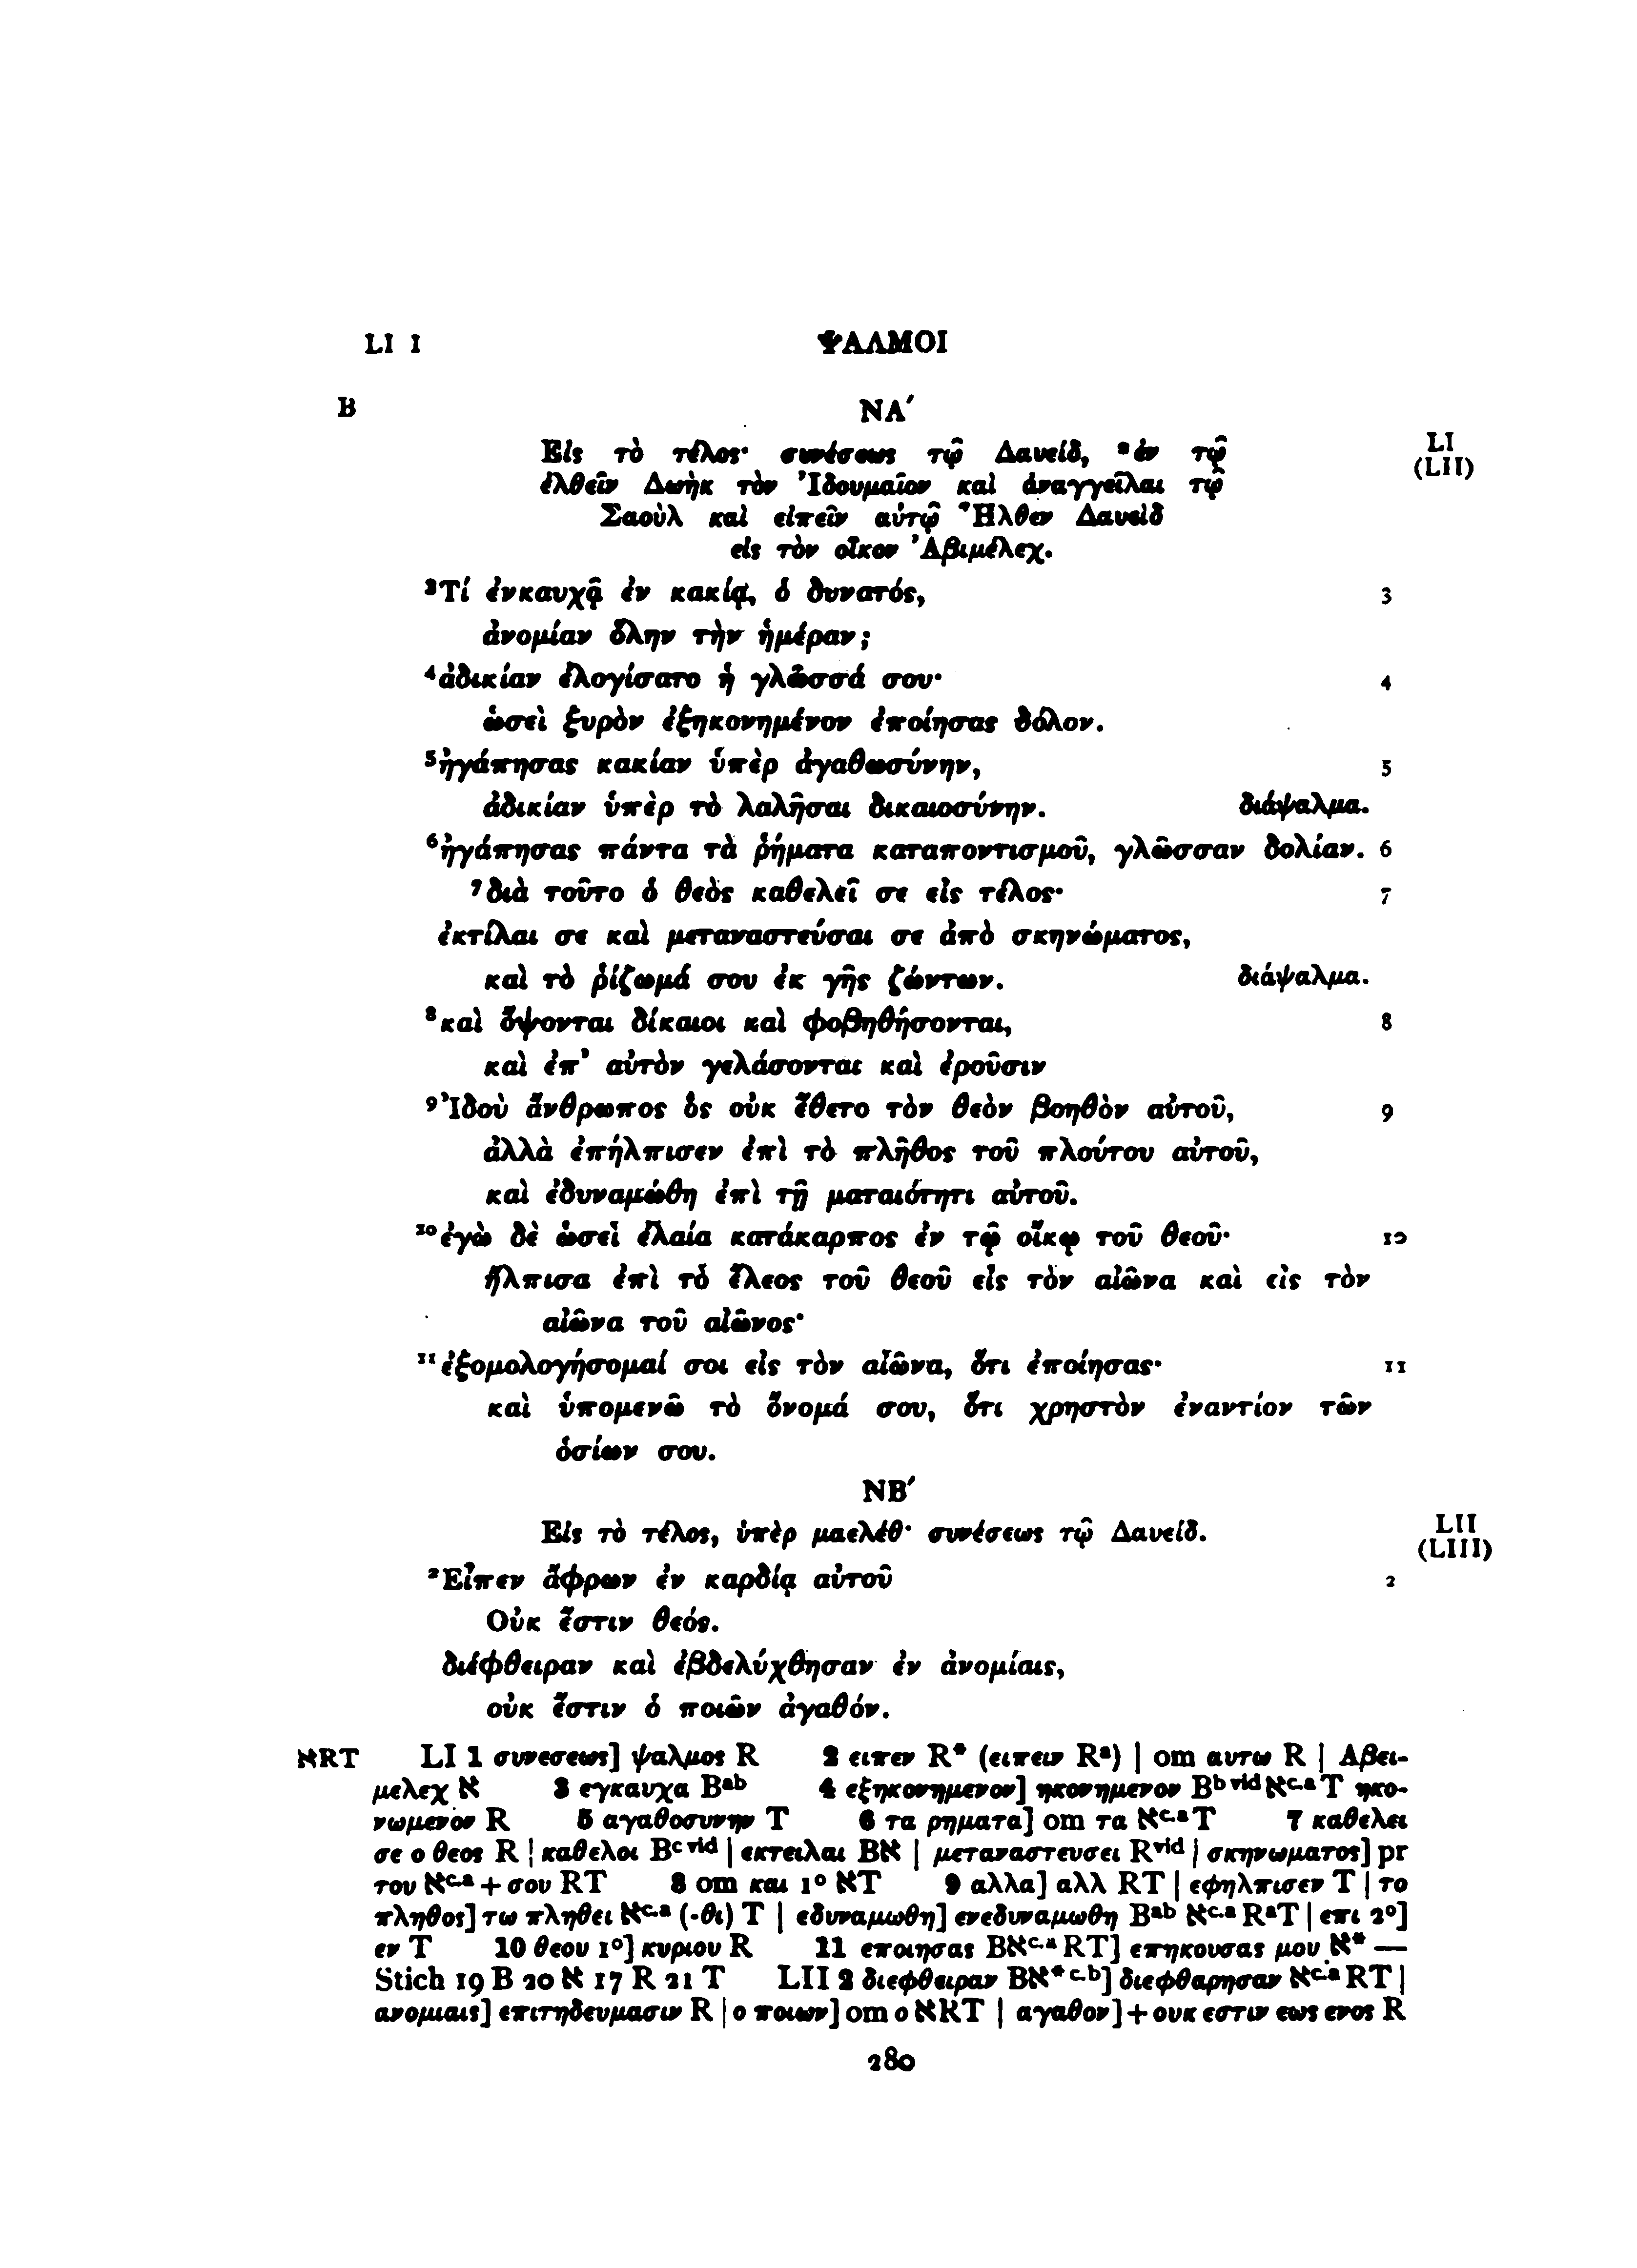 LI 1 ΨΑΛΜΟΙ
B ΝΑ´
Εἰς τὸ τέλος· συνέσεως τῷ Δαυείδ, ²ἐν τῷ LI
ἐλθεῖν Δωὴκ τὸν Ἰδουμαῖον καὶ ἀναγγεῖλαι τῷ (LII)
Σαοὺλ καὶ εἰπεῖν αὐτῷ Ἦλθεν Δαυεὶδ
εἰς τὸν οἶκον Ἀβιμέλεχ.
³Τί ἐνκαυχᾷ ἐν κακίᾳ, ὁ δυνατός, 3
ἀνομίαν ὅλην τὴν ἡμέραν;
⁴ἀδικίαν ἐλογίσατο ἡ γλῶσσά σου· 4
ὡσεὶ ξυρὸν ἐξηκονημένον ἐποίησας δόλον.
⁵ἠγάπησας κακίαν ὑπὲρ ἀγαθωσύνην, 5
ἀδικίαν ὑπὲρ τὸ λαλῆσαι δικαιοσύνην. διάψαλμα.
⁶ἠγάπησας πάντα τὰ ῥήματα καταποντισμοῦ, γλῶσσαν δολίαν. 6
⁷διὰ τοῦτο ὁ θεὸς καθελεῖ σε εἰς τέλος· 7
ἐκτίλαι σε καὶ μεταναστεύσαι σε ἀπὸ σκηνώματος,
καὶ τὸ ῥίζωμά σου ἐκ γῆς ζώντων. διάψαλμα.
⁸καὶ ὄψονται δίκαιοι καὶ φοβηθήσονται, 8
καὶ ἐπ’ αὐτὸν γελάσονται καὶ ἐροῦσιν
⁹Ἰδοὺ ἄνθρωπος ὃς οὐκ ἔθετο τὸν θεὸν βοηθὸν αὐτοῦ, 9
ἀλλὰ ἐπήλπισεν ἐπὶ τὸ πλῆθος τοῦ πλούτου αὐτοῦ,
καὶ ἐδυναμώθη ἐπὶ τῇ ματαιότητι αὐτοῦ.
¹⁰ἐγὼ δὲ ὡσεὶ ἐλαία κατάκαρπος ἐν τῷ οἴκῳ τοῦ θεοῦ· 10
ἤλπισα ἐπὶ τὸ ἔλεος τοῦ θεοῦ εἰς τὸν αἰῶνα καὶ εἰς τὸν
αἰῶνα τοῦ αἰῶνος·
¹¹ἐξομολογήσομαί σοι εἰς τὸν αἰῶνα, ὅτι ἐποίησας· 11
καὶ ὑπομενῶ τὸ ὄνομά σου, ὅτι χρηστὸν ἐναντίον τῶν
ὁσίων σου.
ΝΒ´
Εἰς τὸ τέλος, ὑπὲρ μαελέθ· συνέσεως τῷ Δαυείδ. LII
(LIII)
²Εἶπεν ἄφρων ἐν καρδίᾳ αὐτοῦ 2
Οὐκ ἔστιν θεός.
διέφθειραν καὶ ἐβδελύχθησαν ἐν ἀνομίαις,
οὐκ ἔστιν ὁ ποιῶν ἀγαθόν.
אRT LI 1 συνεσεως] ψαλμος R 2 ειπεν R* (ειπειν Rᵃ) | om αυτω R | Αβει-
μελεχ א 3 εγκαυχα Bᵃᵇ 4 εξηκονημενον] ηκονημενον Bᵇ ᵛⁱᵈ אᶜ·ᵃ T ηκο-
νωμενον R 5 αγαθοσυνην T 6 τα ρηματα] om τα אᶜ·ᵃ T 7 καθελει
σε ο θεος R | καθελοι Bᶜ ᵛⁱᵈ | εκτειλαι Bא | μεταναστευσει Rᵛⁱᵈ | σκηνωματος] pr
του אᶜ·ᵃ + σου RT 8 om και 1° אT 9 αλλα] αλλ RT | εφηλπισεν T | το
πληθος] τω πληθει אᶜ·ᵃ (-θι) T | εδυναμωθη] ενεδυναμωθη Bᵃᵇ אᶜ·ᵃ RᵃT | επι 2°]
εν T 10 θεου 1°] κυριου R 11 εποιησας Bאᶜ·ᵃ RT] επηκουσας μου א* —
Stich 19 B 20 א 17 R 21 T LII 2 διεφθειραν Bא* ᶜ·ᵇ] διεφθαρησαν אᶜ·ᵃ RT |
ανομιαις] επιτηδευμασιν R | ο ποιων] om ο אRT | αγαθον] + ουκ εστιν εως ενος R
280